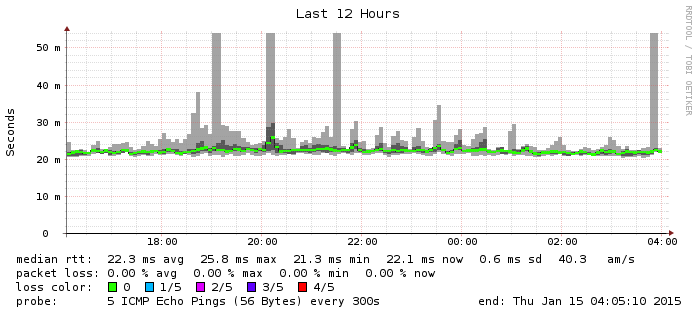 Last 12 Hours
RRDTOOL / TOBI OETIKER
Seconds
50 m
40 m
30 m
20 m
10 m
0
18:00 20:00 22:00 00:00 02:00 04:00
median rtt: 22.3 ms avg 25.8 ms max 21.3 ms min 22.1 ms now 0.6 ms sd 40.3 am/s
packet loss: 0.00 % avg 0.00 % max 0.00 % min 0.00 % now
loss color: 0 1/5 2/5 3/5 4/5
probe: 5 ICMP Echo Pings (56 Bytes) every 300s end: Thu Jan 15 04:05:10 2015